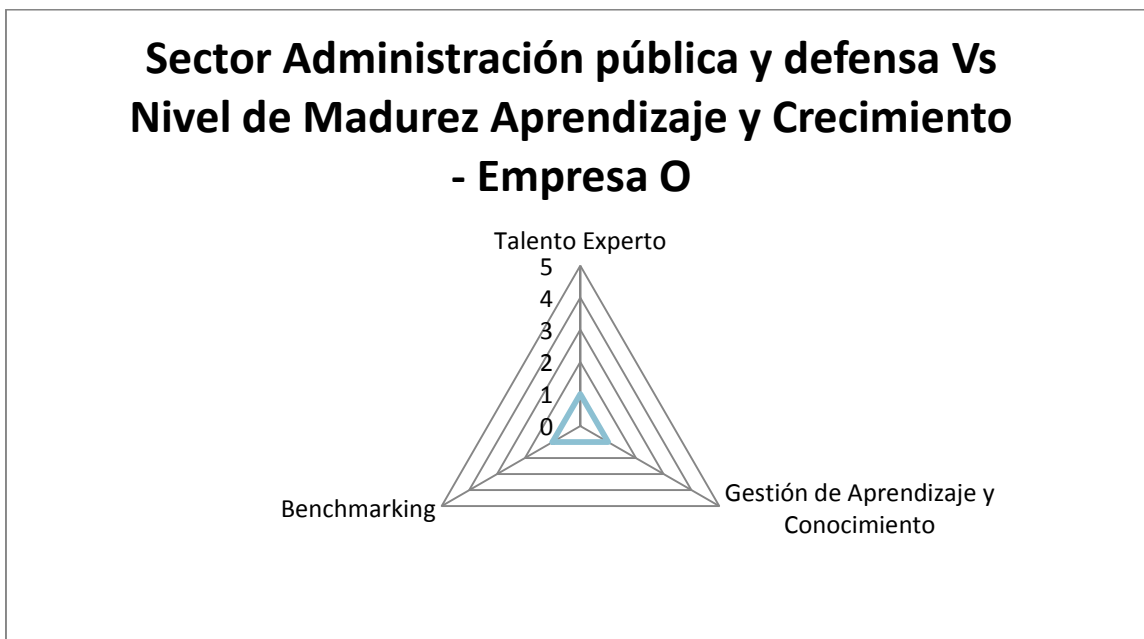 Sector Administración pública y defensa Vs
Nivel de Madurez Aprendizaje y Crecimiento
- Empresa O
Talento Experto
5
4
3
2
1
0
Benchmarking
Gestión de Aprendizaje y
Conocimiento